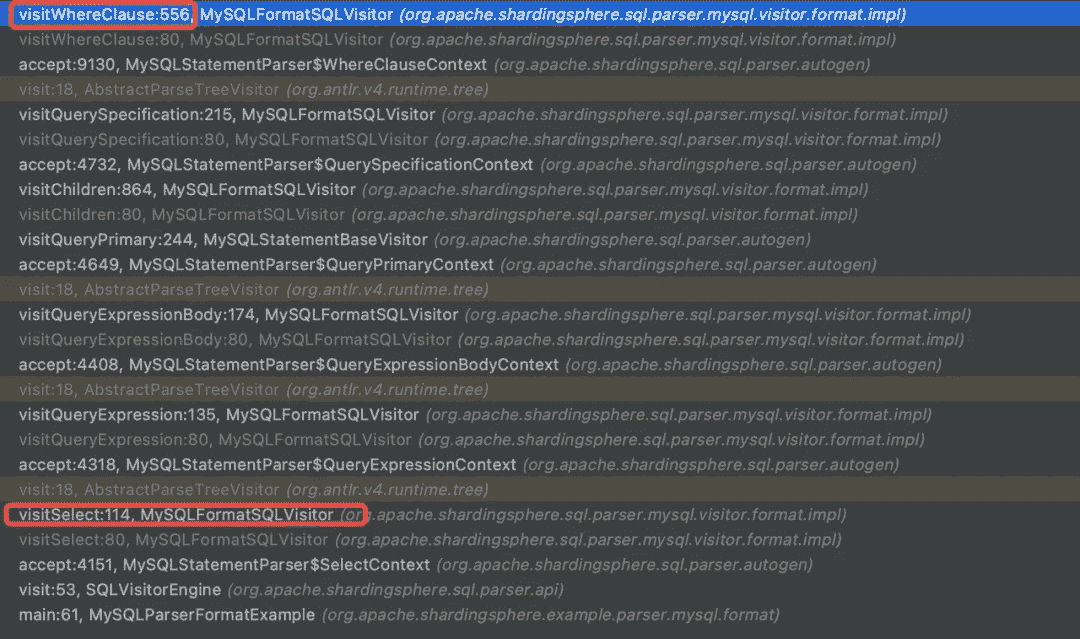 visitWhereClause:556, MySQLFormatSQLVisitor (org.apache.shardingsphere.sql.parser.mysql.visitor.format.impl)
visitWhereClause:80, MySQLFormatSQLVisitor (org.apache.shardingsphere.sql.parser.mysql.visitor.format.impl)
accept:9130, MySQLStatementParser$WhereClauseContext (org.apache.shardingsphere.sql.parser.autogen)
visit:18, AbstractParseTreeVisitor (org.antlr.v4.runtime.tree)
visitQuerySpecification:215, MySQLFormatSQLVisitor (org.apache.shardingsphere.sql.parser.mysql.visitor.format.impl)
visitQuerySpecification:80, MySQLFormatSQLVisitor (org.apache.shardingsphere.sql.parser.mysql.visitor.format.impl)
accept:4732, MySQLStatementParser$QuerySpecificationContext (org.apache.shardingsphere.sql.parser.autogen)
visitChildren:864, MySQLFormatSQLVisitor (org.apache.shardingsphere.sql.parser.mysql.visitor.format.impl)
visitChildren:80, MySQLFormatSQLVisitor (org.apache.shardingsphere.sql.parser.mysql.visitor.format.impl)
visitQueryPrimary:244, MySQLStatementBaseVisitor (org.apache.shardingsphere.sql.parser.autogen)
accept:4649, MySQLStatementParser$QueryPrimaryContext (org.apache.shardingsphere.sql.parser.autogen)
visit:18, AbstractParseTreeVisitor (org.antlr.v4.runtime.tree)
visitQueryExpressionBody:174, MySQLFormatSQLVisitor (org.apache.shardingsphere.sql.parser.mysql.visitor.format.impl)
visitQueryExpressionBody:80, MySQLFormatSQLVisitor (org.apache.shardingsphere.sql.parser.mysql.visitor.format.impl)
accept:4408, MySQLStatementParser$QueryExpressionBodyContext (org.apache.shardingsphere.sql.parser.autogen)
visit:18, AbstractParseTreeVisitor (org.antlr.v4.runtime.tree)
visitQueryExpression:135, MySQLFormatSQLVisitor (org.apache.shardingsphere.sql.parser.mysql.visitor.format.impl)
visitQueryExpression:80, MySQLFormatSQLVisitor (org.apache.shardingsphere.sql.parser.mysql.visitor.format.impl)
accept:4318, MySQLStatementParser$QueryExpressionContext (org.apache.shardingsphere.sql.parser.autogen)
visit:18, AbstractParseTreeVisitor (org.antlr.v4.runtime.tree)
visitSelect:114, MySQLFormatSQLVisitor (org.apache.shardingsphere.sql.parser.mysql.visitor.format.impl)
visitSelect:80, MySQLFormatSQLVisitor (org.apache.shardingsphere.sql.parser.mysql.visitor.format.impl)
accept:4151, MySQLStatementParser$SelectContext (org.apache.shardingsphere.sql.parser.autogen)
visit:53, SQLVisitorEngine (org.apache.shardingsphere.sql.parser.api)
main:61, MySQLParserFormatExample (org.apache.shardingsphere.example.parser.mysql.format)